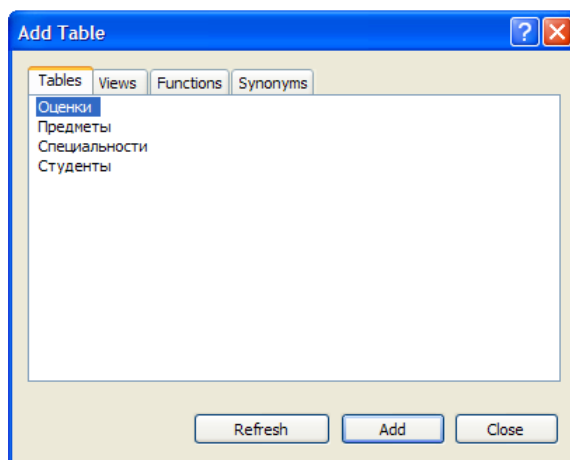 Add Table
Tables Views Functions Synonyms
Оценки
Предметы
Специальности
Студенты
Refresh Add Close